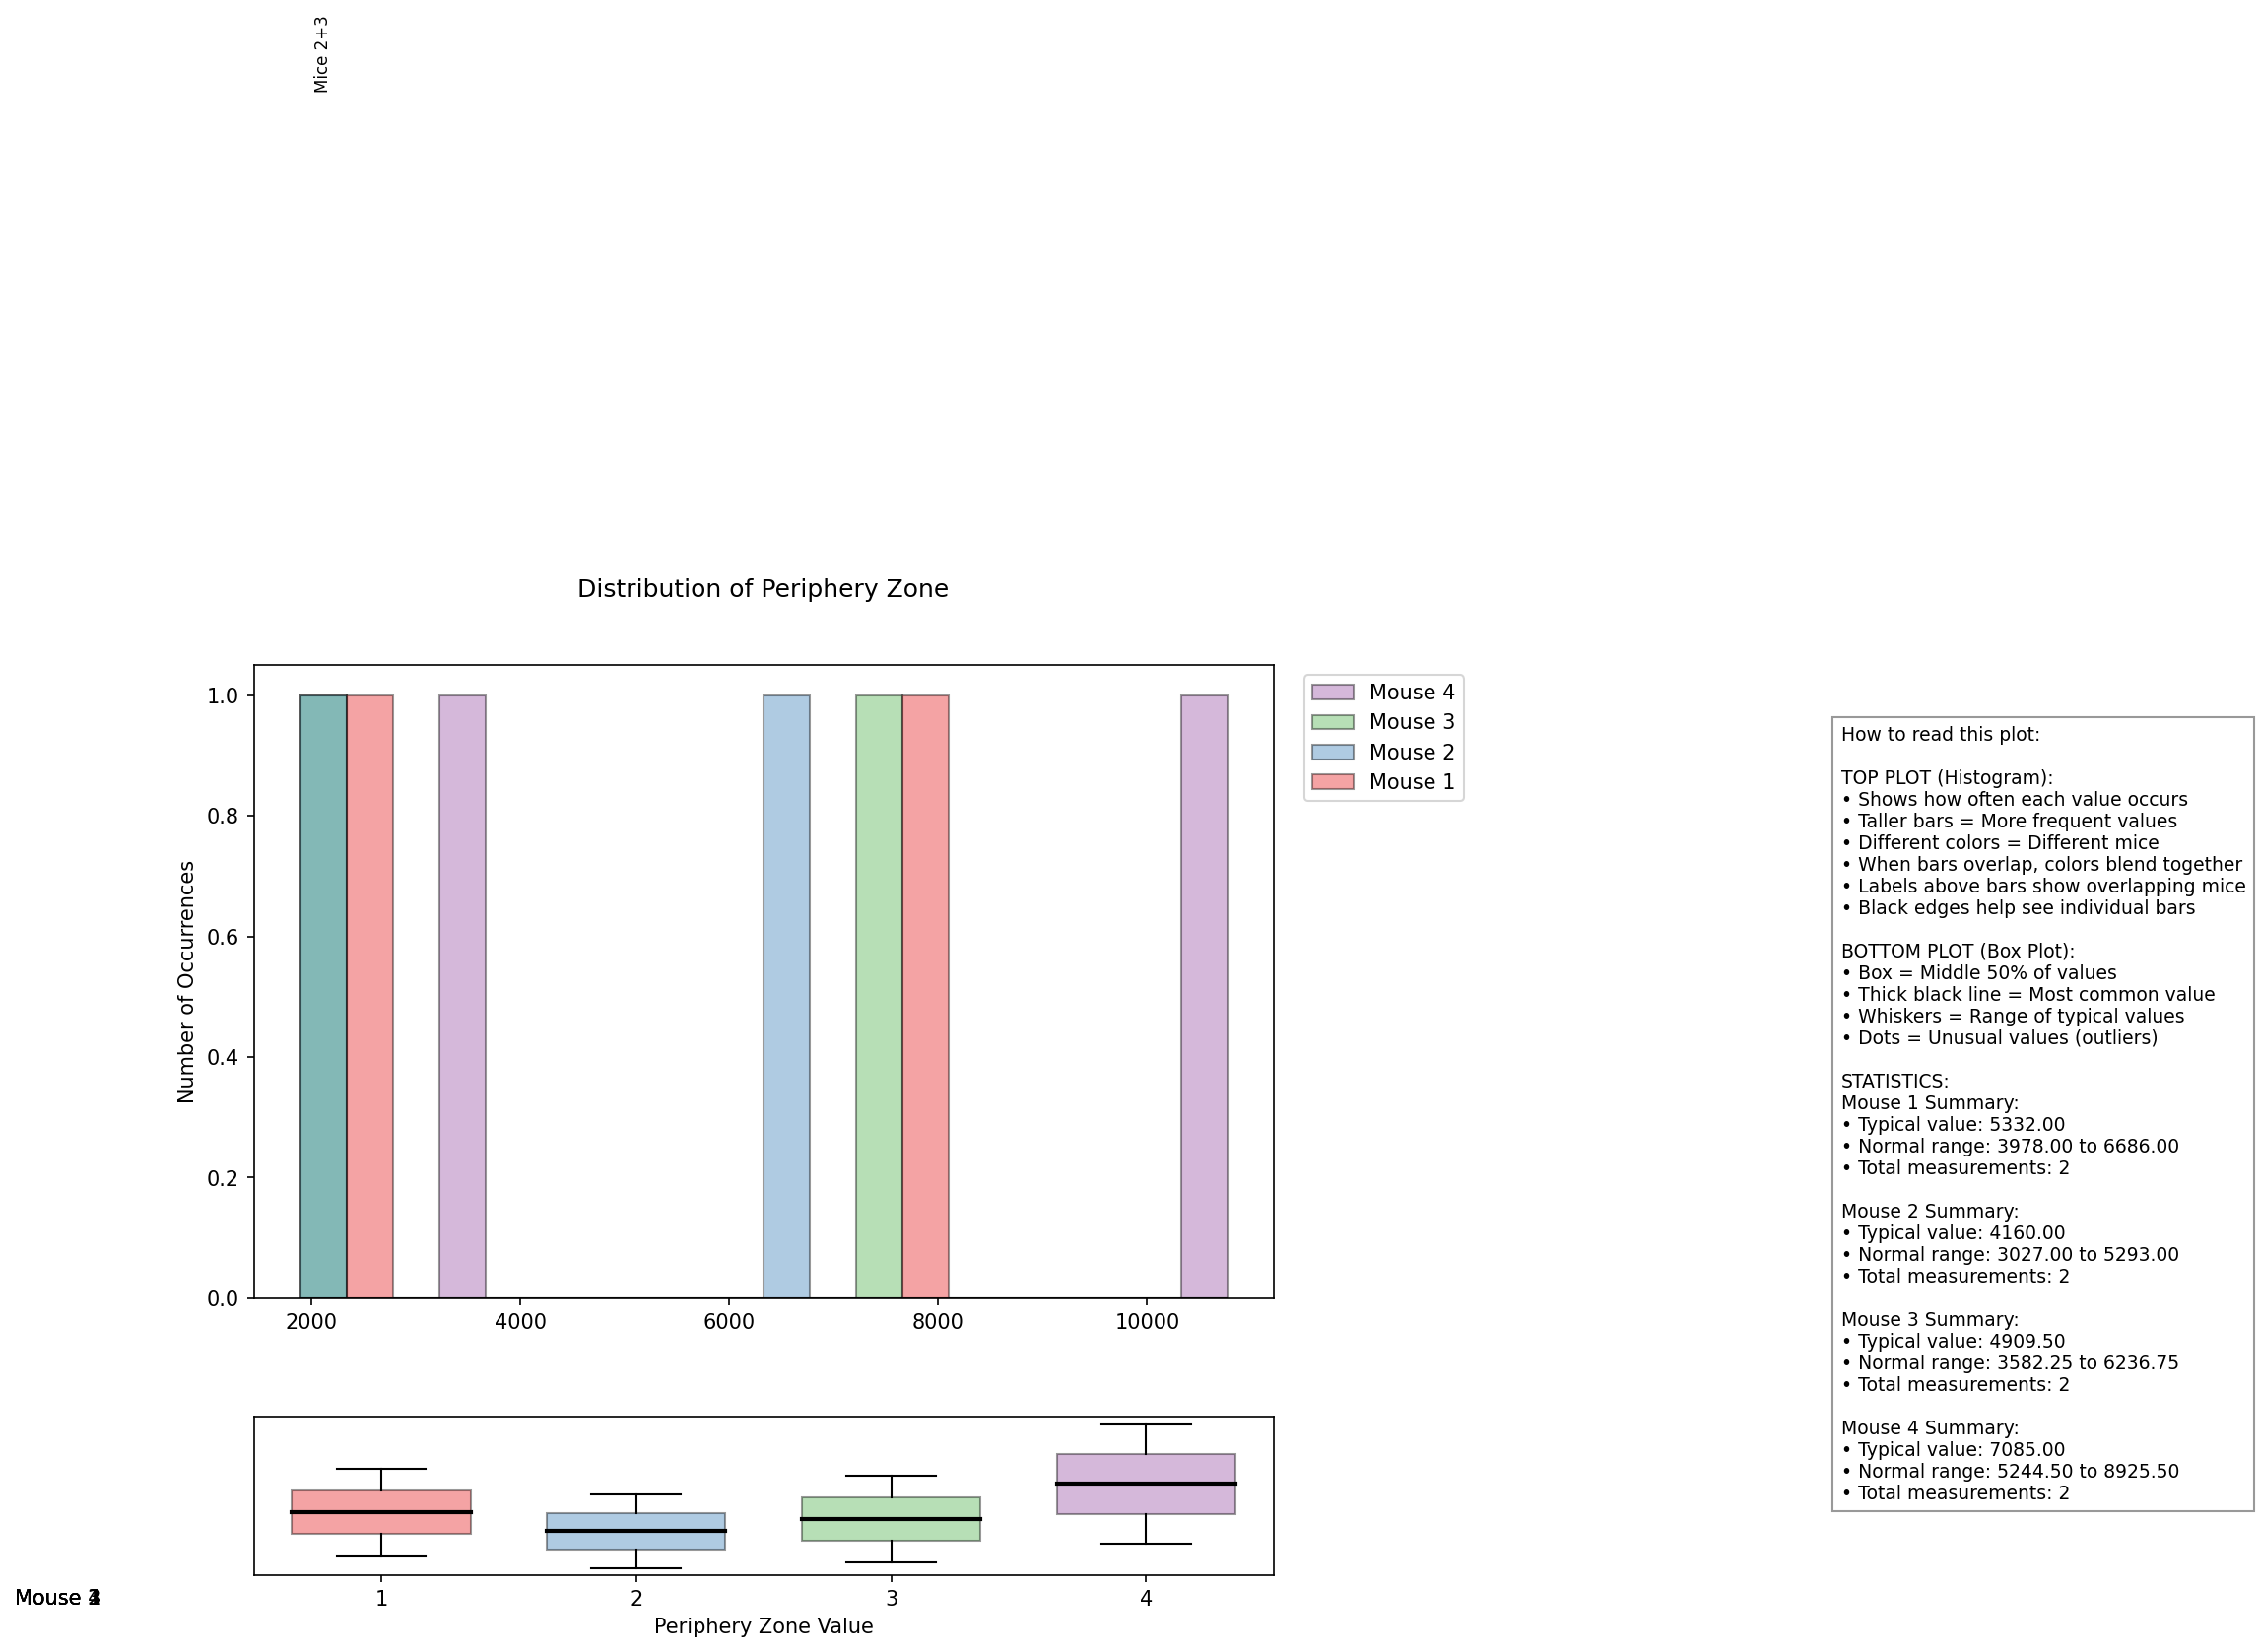 Mice 2+3
Distribution of Periphery Zone
Number of Occurrences
1.0
0.8
0.6
0.4
0.2
0.0
2000 4000 6000 8000 10000
Mouse 4
Mouse 3
Mouse 2
Mouse 1
How to read this plot:
TOP PLOT (Histogram):
• Shows how often each value occurs
• Taller bars = More frequent values
• Different colors = Different mice
• When bars overlap, colors blend together
• Labels above bars show overlapping mice
• Black edges help see individual bars
BOTTOM PLOT (Box Plot):
• Box = Middle 50% of values
• Thick black line = Most common value
• Whiskers = Range of typical values
• Dots = Unusual values (outliers)
STATISTICS:
Mouse 1 Summary:
• Typical value: 5332.00
• Normal range: 3978.00 to 6686.00
• Total measurements: 2
Mouse 2 Summary:
• Typical value: 4160.00
• Normal range: 3027.00 to 5293.00
• Total measurements: 2
Mouse 3 Summary:
• Typical value: 4909.50
• Normal range: 3582.25 to 6236.75
• Total measurements: 2
Mouse 4 Summary:
• Typical value: 7085.00
• Normal range: 5244.50 to 8925.50
• Total measurements: 2
Mouse
1 2 3 4
Periphery Zone Value